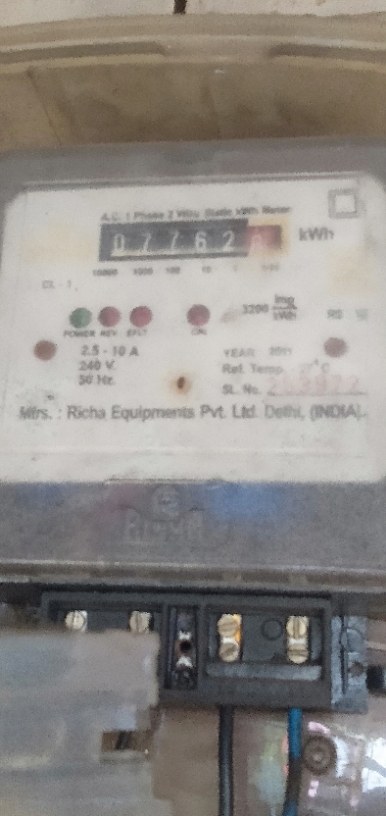 A.C. 1 Phase 2 Wire Static kWh Meter
07762
kWh
10000 1000 100 10 1
CL - 1
3200 Imp/kWh
POWER REV. EFLT CAL
2.5 - 10 A
240 V.
50 Hz.
YEAR
Ref. Temp. 27°C
SL. No.
Mfrs. : Richa Equipments Pvt. Ltd. Delhi, (INDIA).